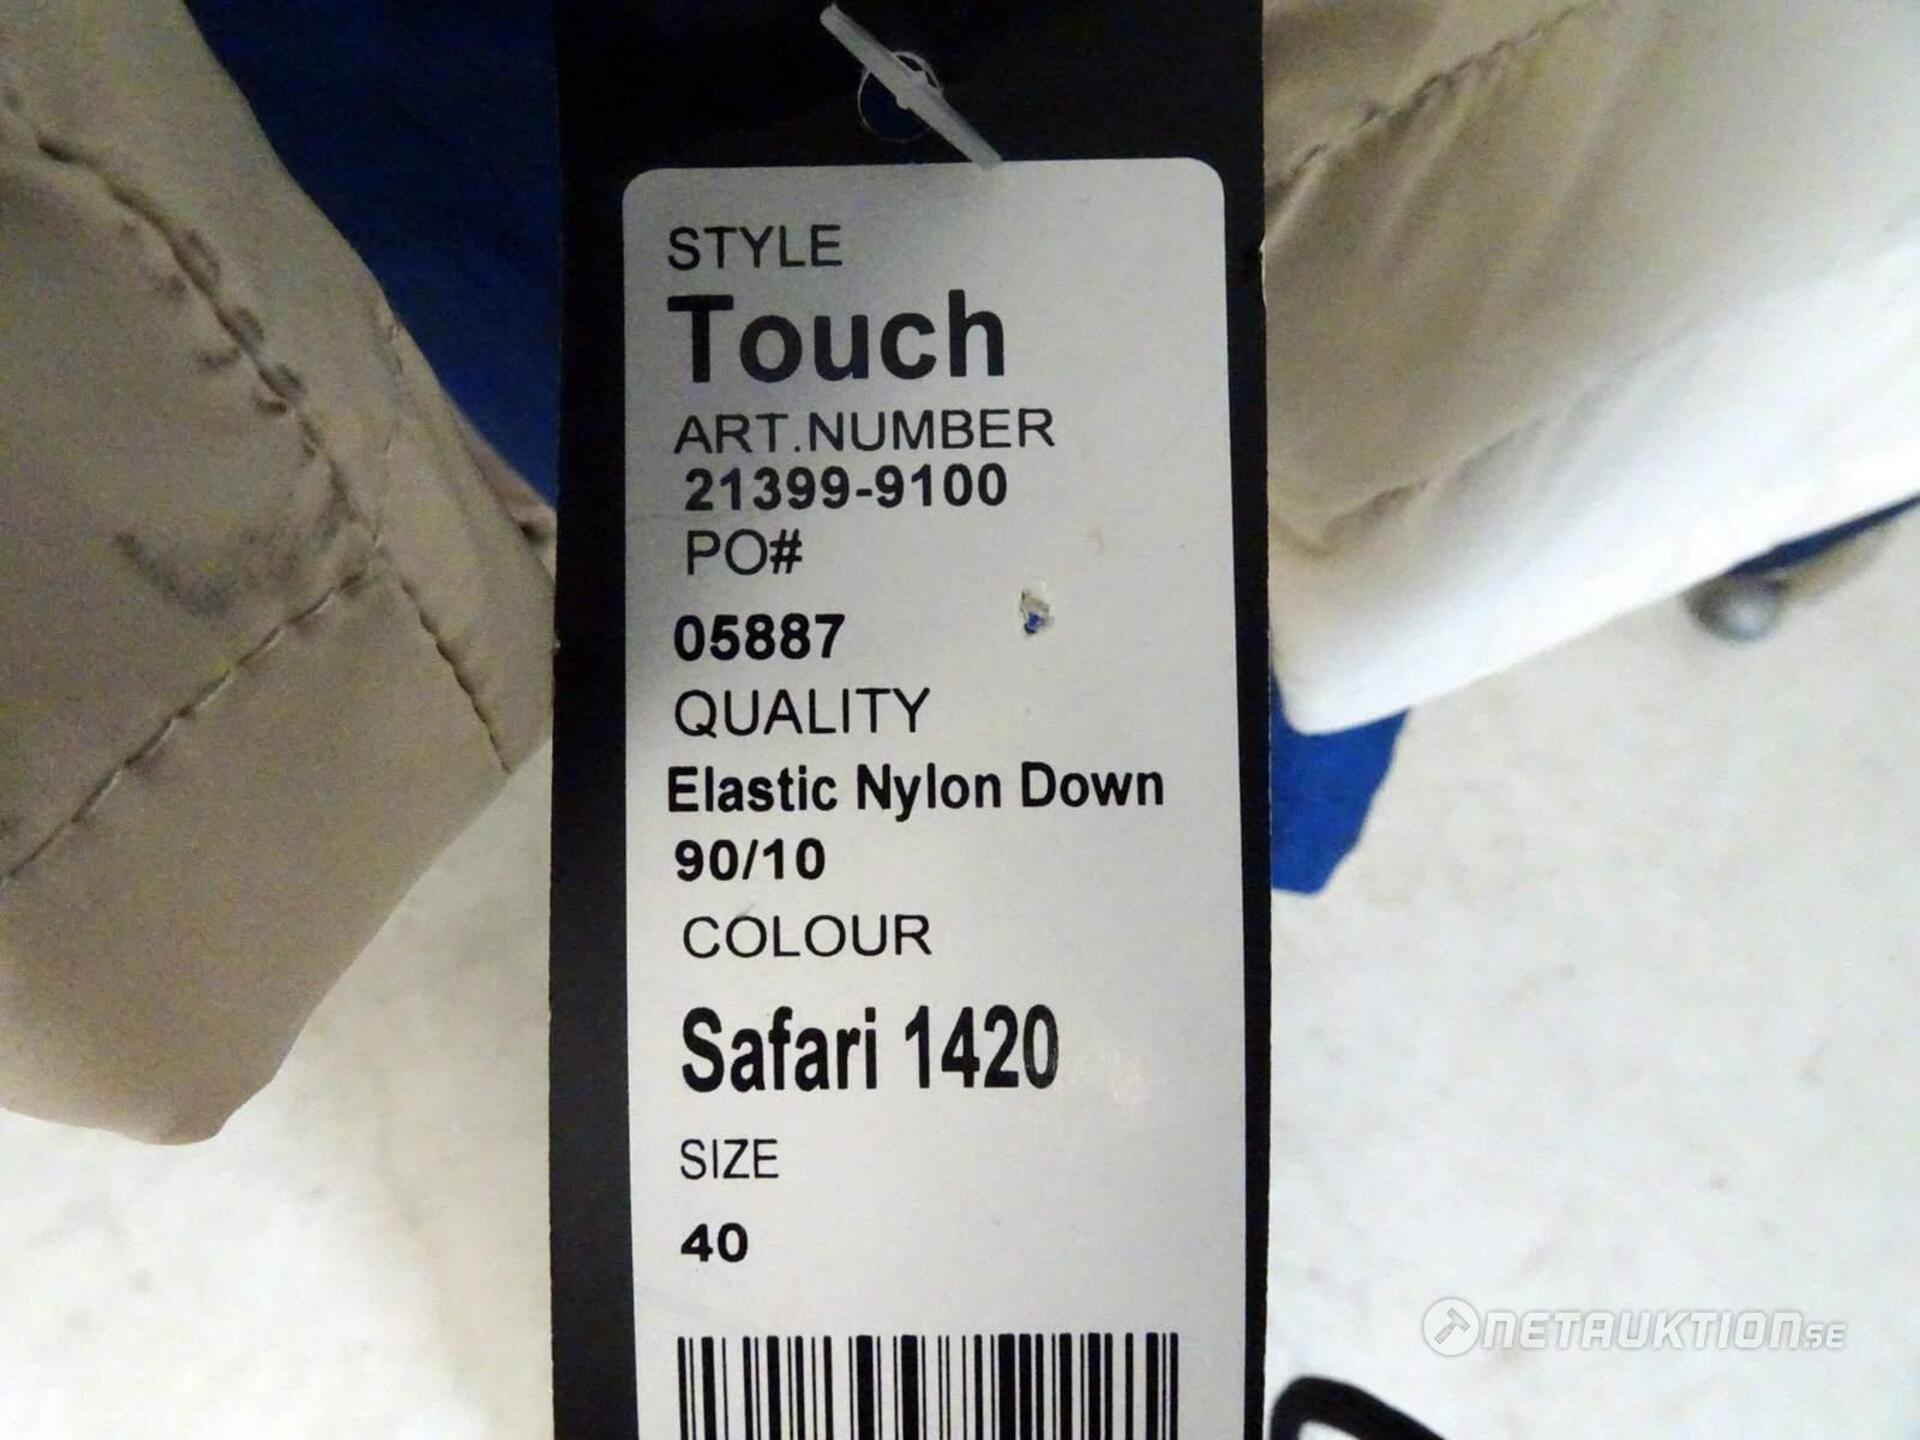 STYLE
Touch
ART.NUMBER
21399-9100
PO#
05887
QUALITY
Elastic Nylon Down
90/10
COLOUR
Safari 1420
SIZE
40
NETAUKTION.SE